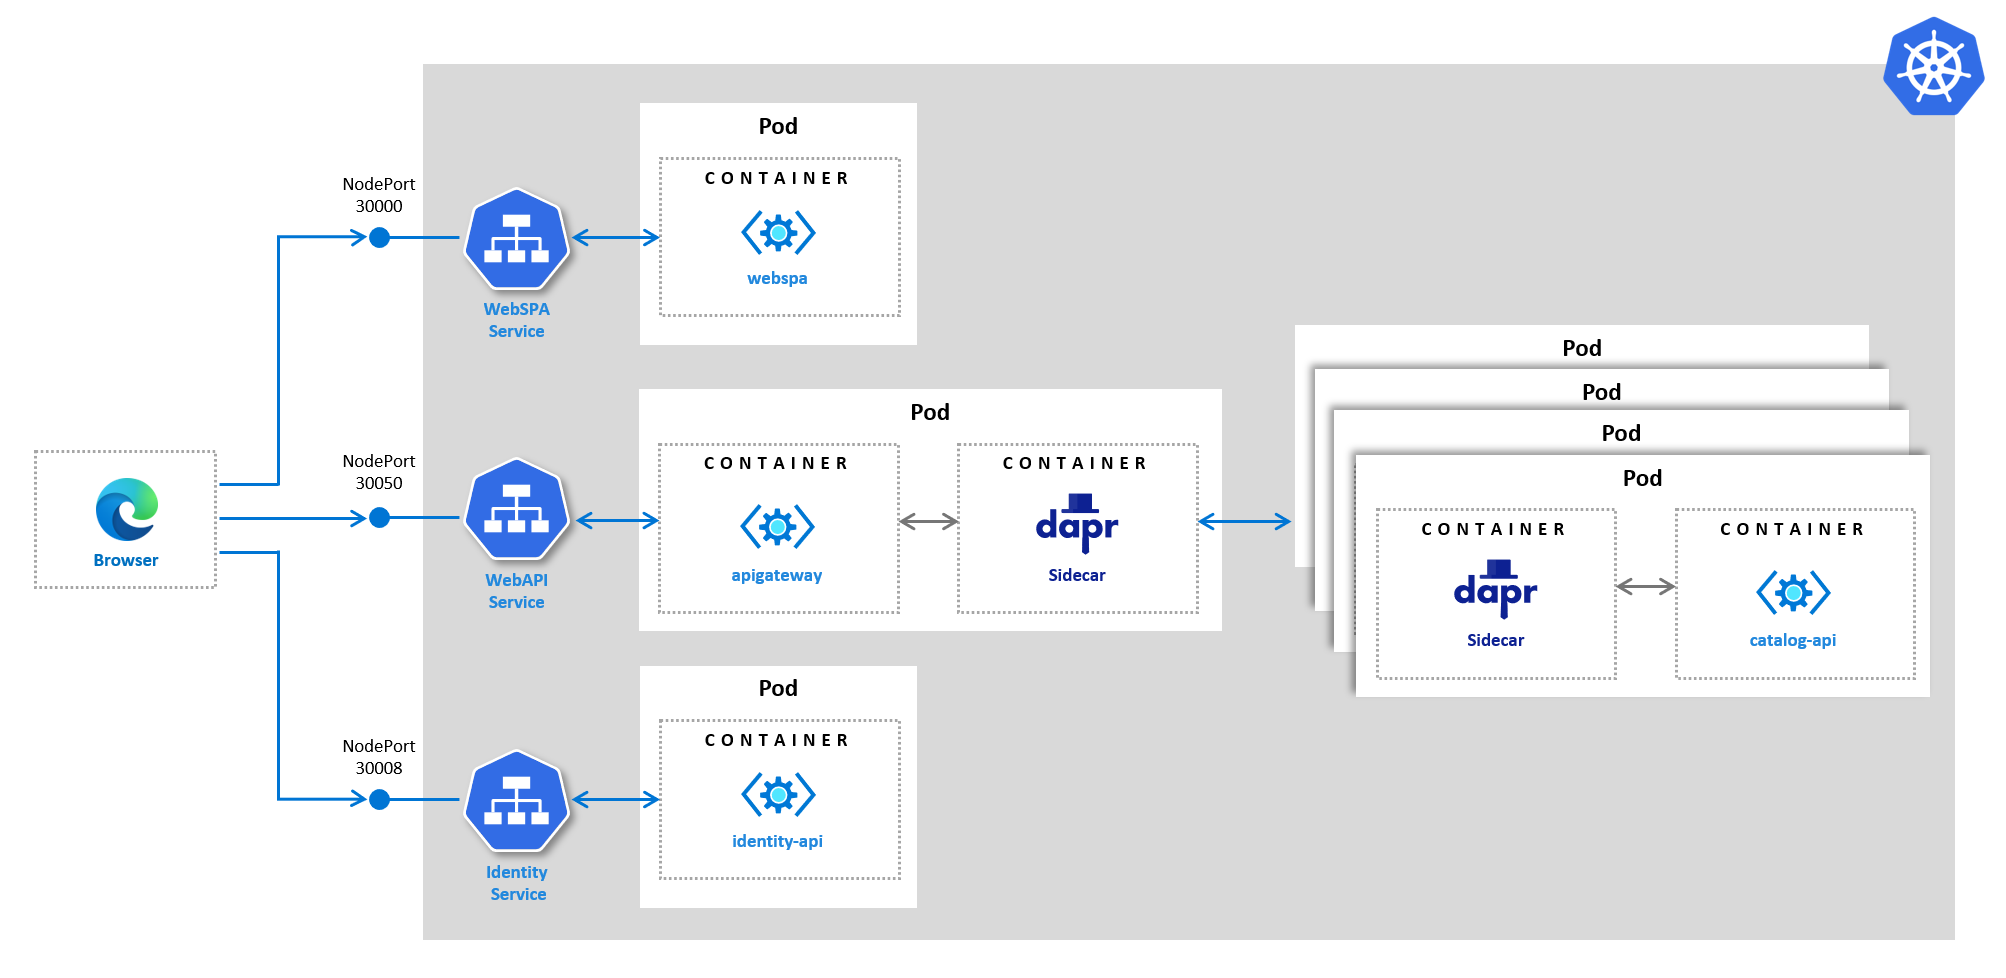 Pod
CONTAINER
webspa
NodePort
30000
WebSPA
Service
Pod
CONTAINER
apigateway
CONTAINER
dapr
Sidecar
NodePort
30050
WebAPI
Service
Browser
Pod
Pod
Pod
Pod
CONTAINER
dapr
Sidecar
CONTAINER
catalog-api
Pod
CONTAINER
identity-api
NodePort
30008
Identity
Service